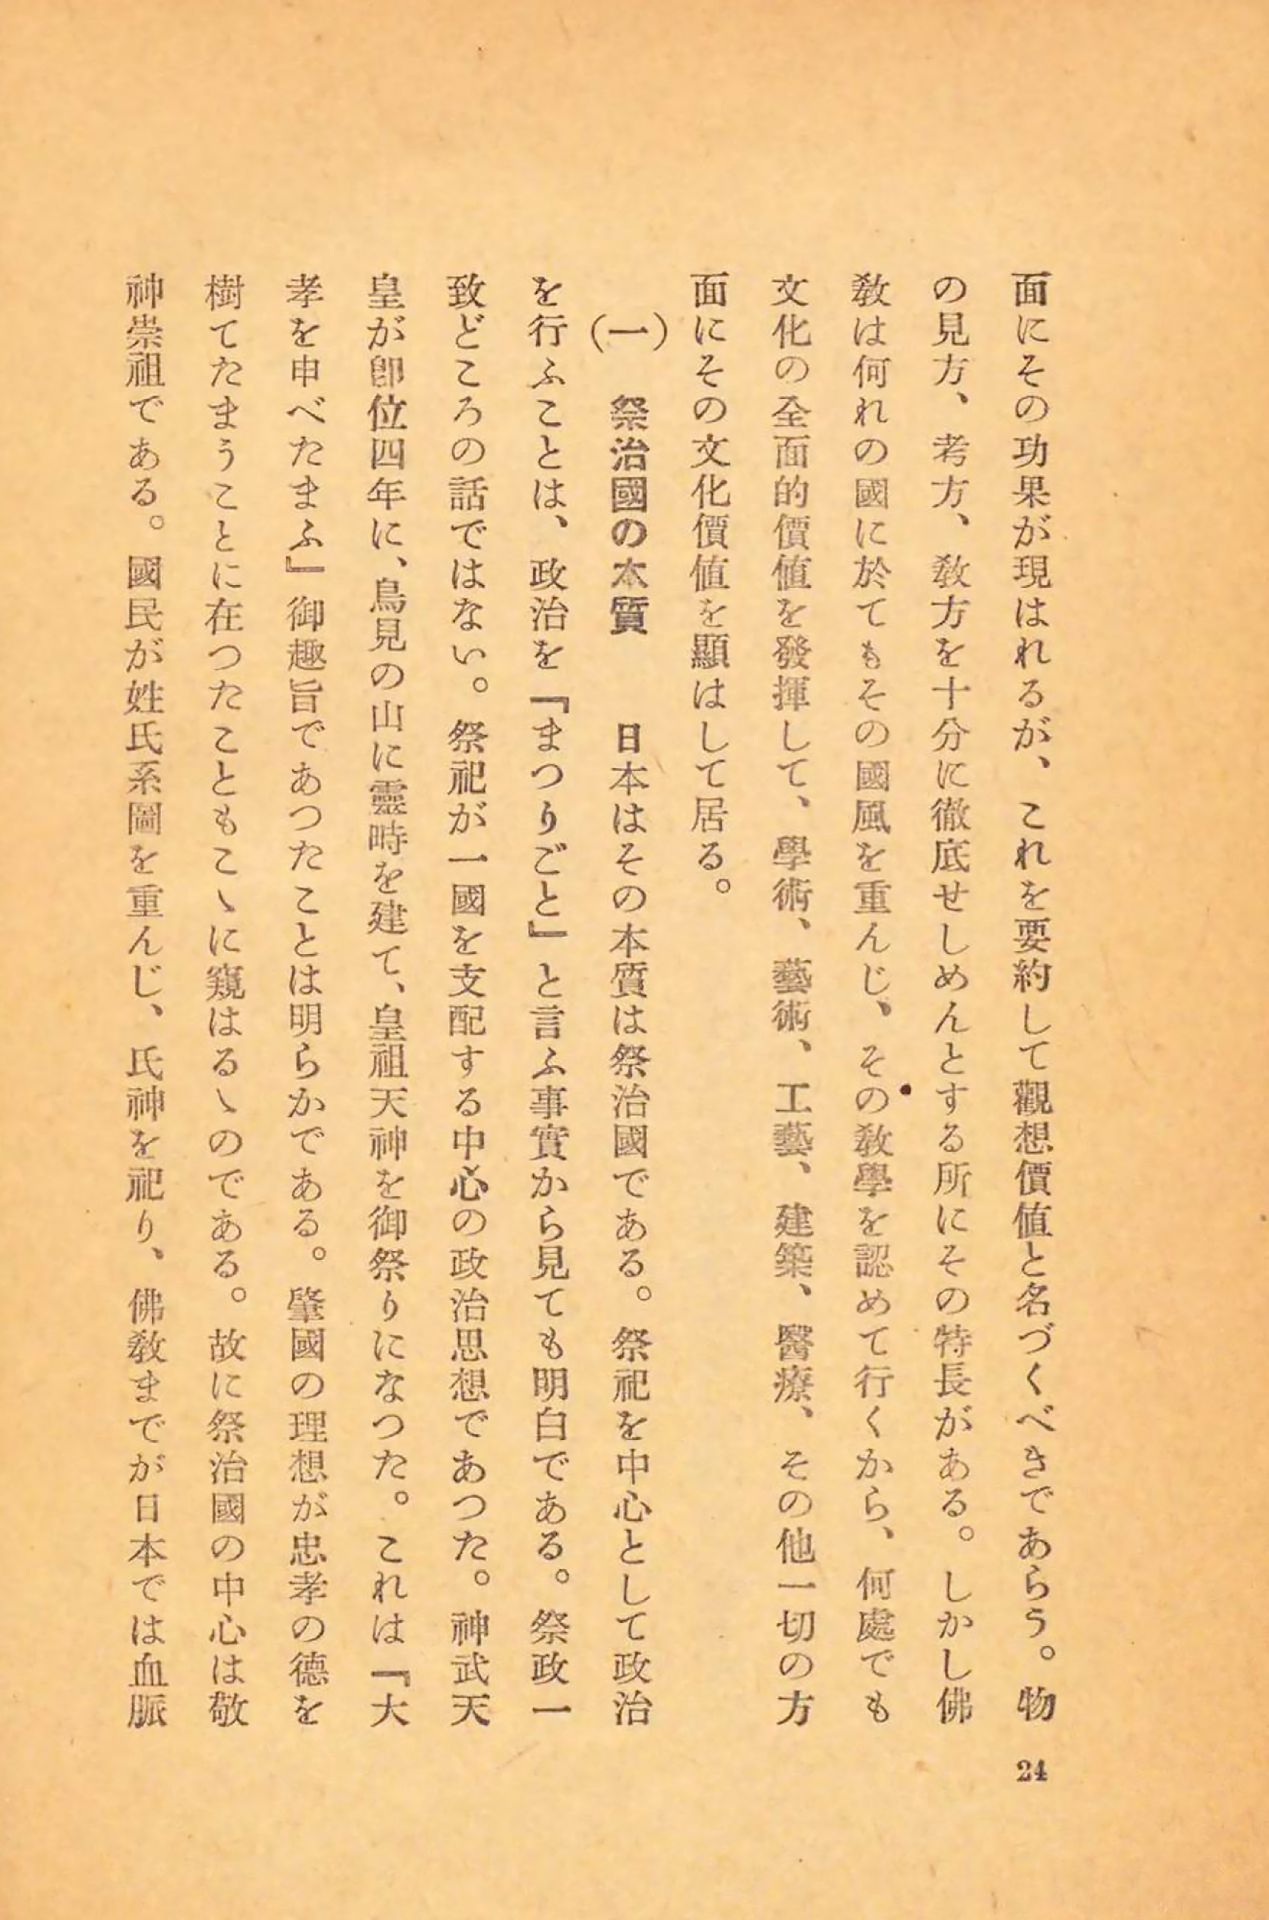 面にその功果が現はれるが、これを要約して觀想價値と名づくべきであらう。物
の見方、考方、敎方を十分に徹底せしめんとする所にその特長がある。しかし佛
敎は何れの國に於てもその國風を重んじ、その敎學を認めて行くから、何處でも
文化の全面的價値を發揮して、學術、藝術、工藝、建築、醫療、その他一切の方
面にその文化價値を顯はして居る。
(一)　祭治國の本質　　日本はその本質は祭治國である。祭祀を中心として政治
を行ふことは、政治を『まつりごと』と言ふ事實から見ても明白である。祭政一
致どころの話ではない。祭祀が一國を支配する中心の政治思想であつた。神武天
皇が卽位四年に、鳥見の山に靈時を建て、皇祖天神を御祭りになつた。これは『大
孝を申べたまふ』御趣旨であつたことは明らかである。肇國の理想が忠孝の德を
樹てたまうことに在つたこともこゝに窺はるゝのである。故に祭治國の中心は敬
神崇祖である。國民が姓氏系圖を重んじ、氏神を祀り、佛敎までが日本では血脈
24